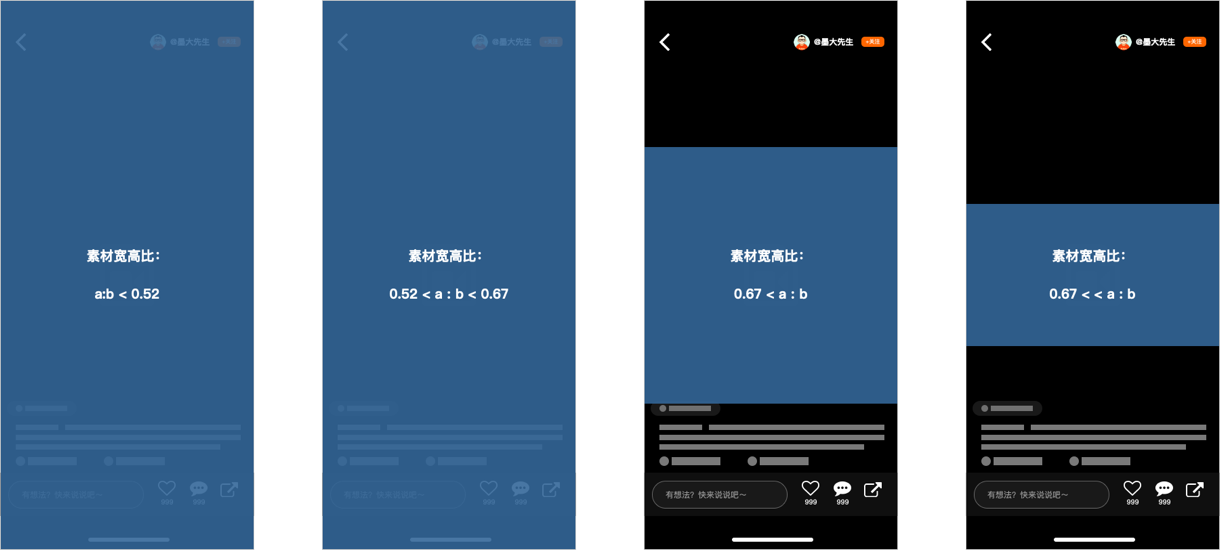 @墨大先生
+关注
素材宽高比：
a:b < 0.52
有想法？快来说说吧～
999
999
@墨大先生
+关注
素材宽高比：
0.52 < a : b < 0.67
有想法？快来说说吧～
999
999
@墨大先生
+关注
素材宽高比：
0.67 < a : b
有想法？快来说说吧～
999
999
@墨大先生
+关注
素材宽高比：
0.67 < < a : b
有想法？快来说说吧～
999
999